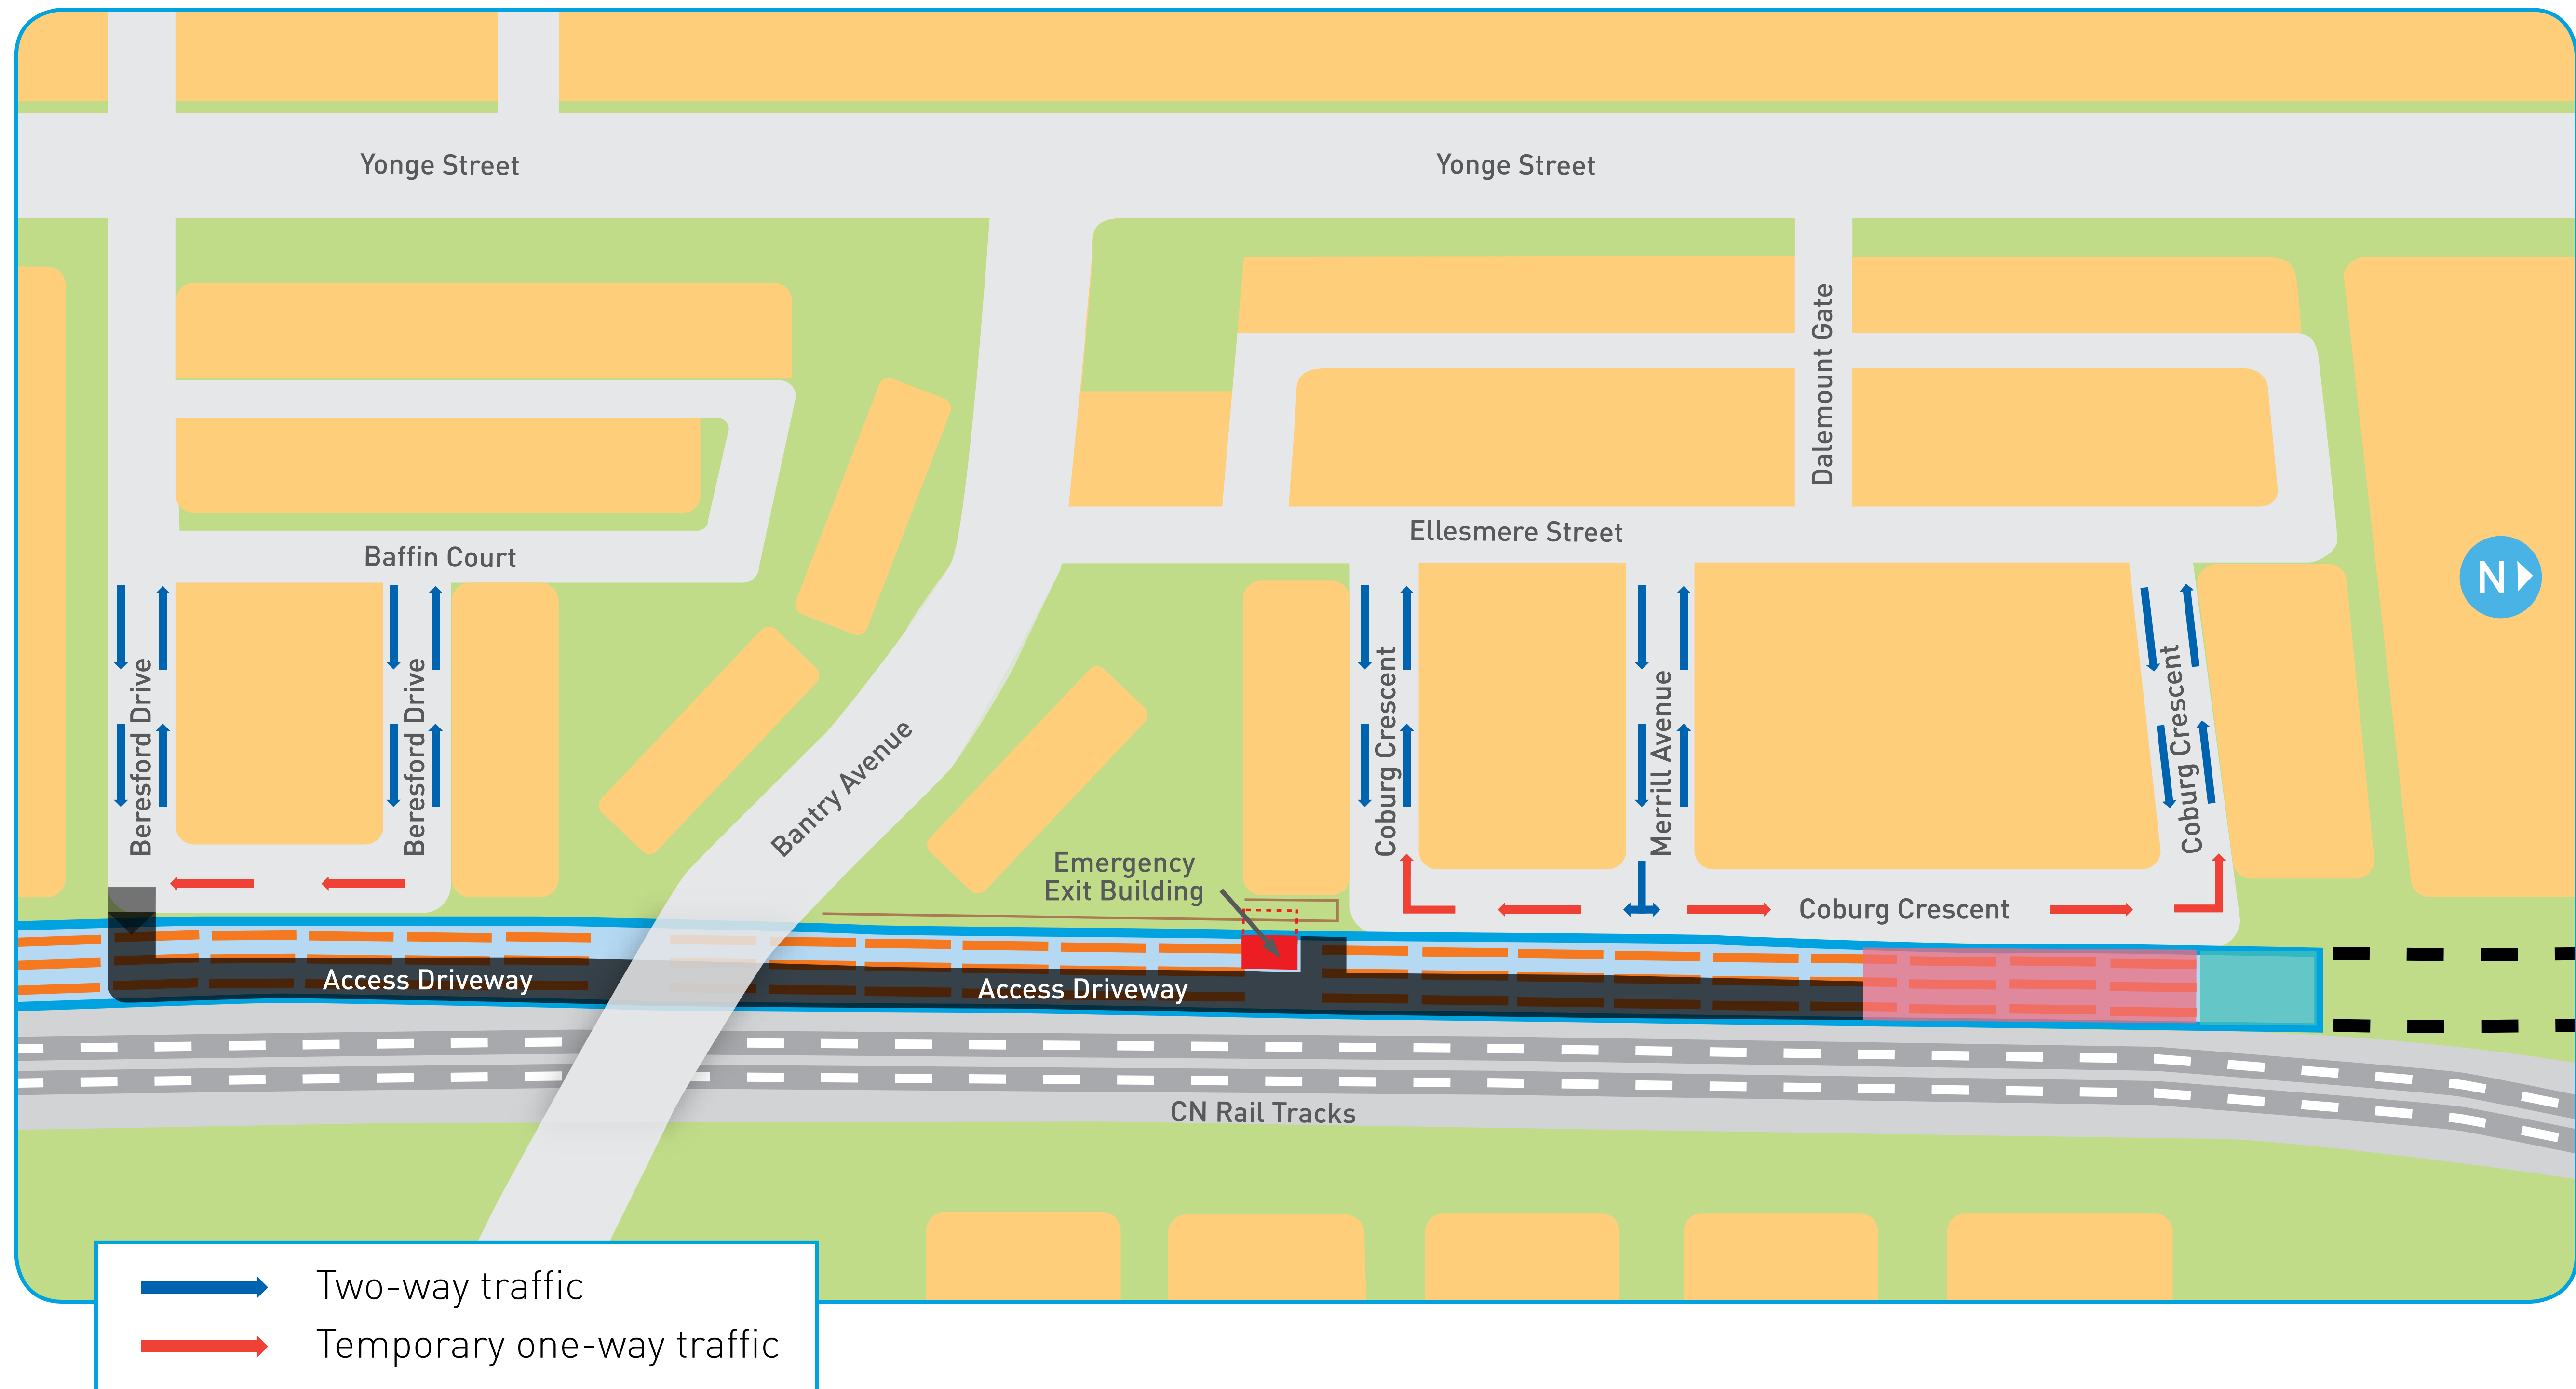 Yonge Street
Yonge Street
Dalemount Gate
Ellesmere Street
Baffin Court
N
Beresford Drive
Beresford Drive
Bantry Avenue
Coburg Crescent
Merrill Avenue
Coburg Crescent
Emergency
Exit Building
Coburg Crescent
Access Driveway
Access Driveway
CN Rail Tracks
Two-way traffic
Temporary one-way traffic